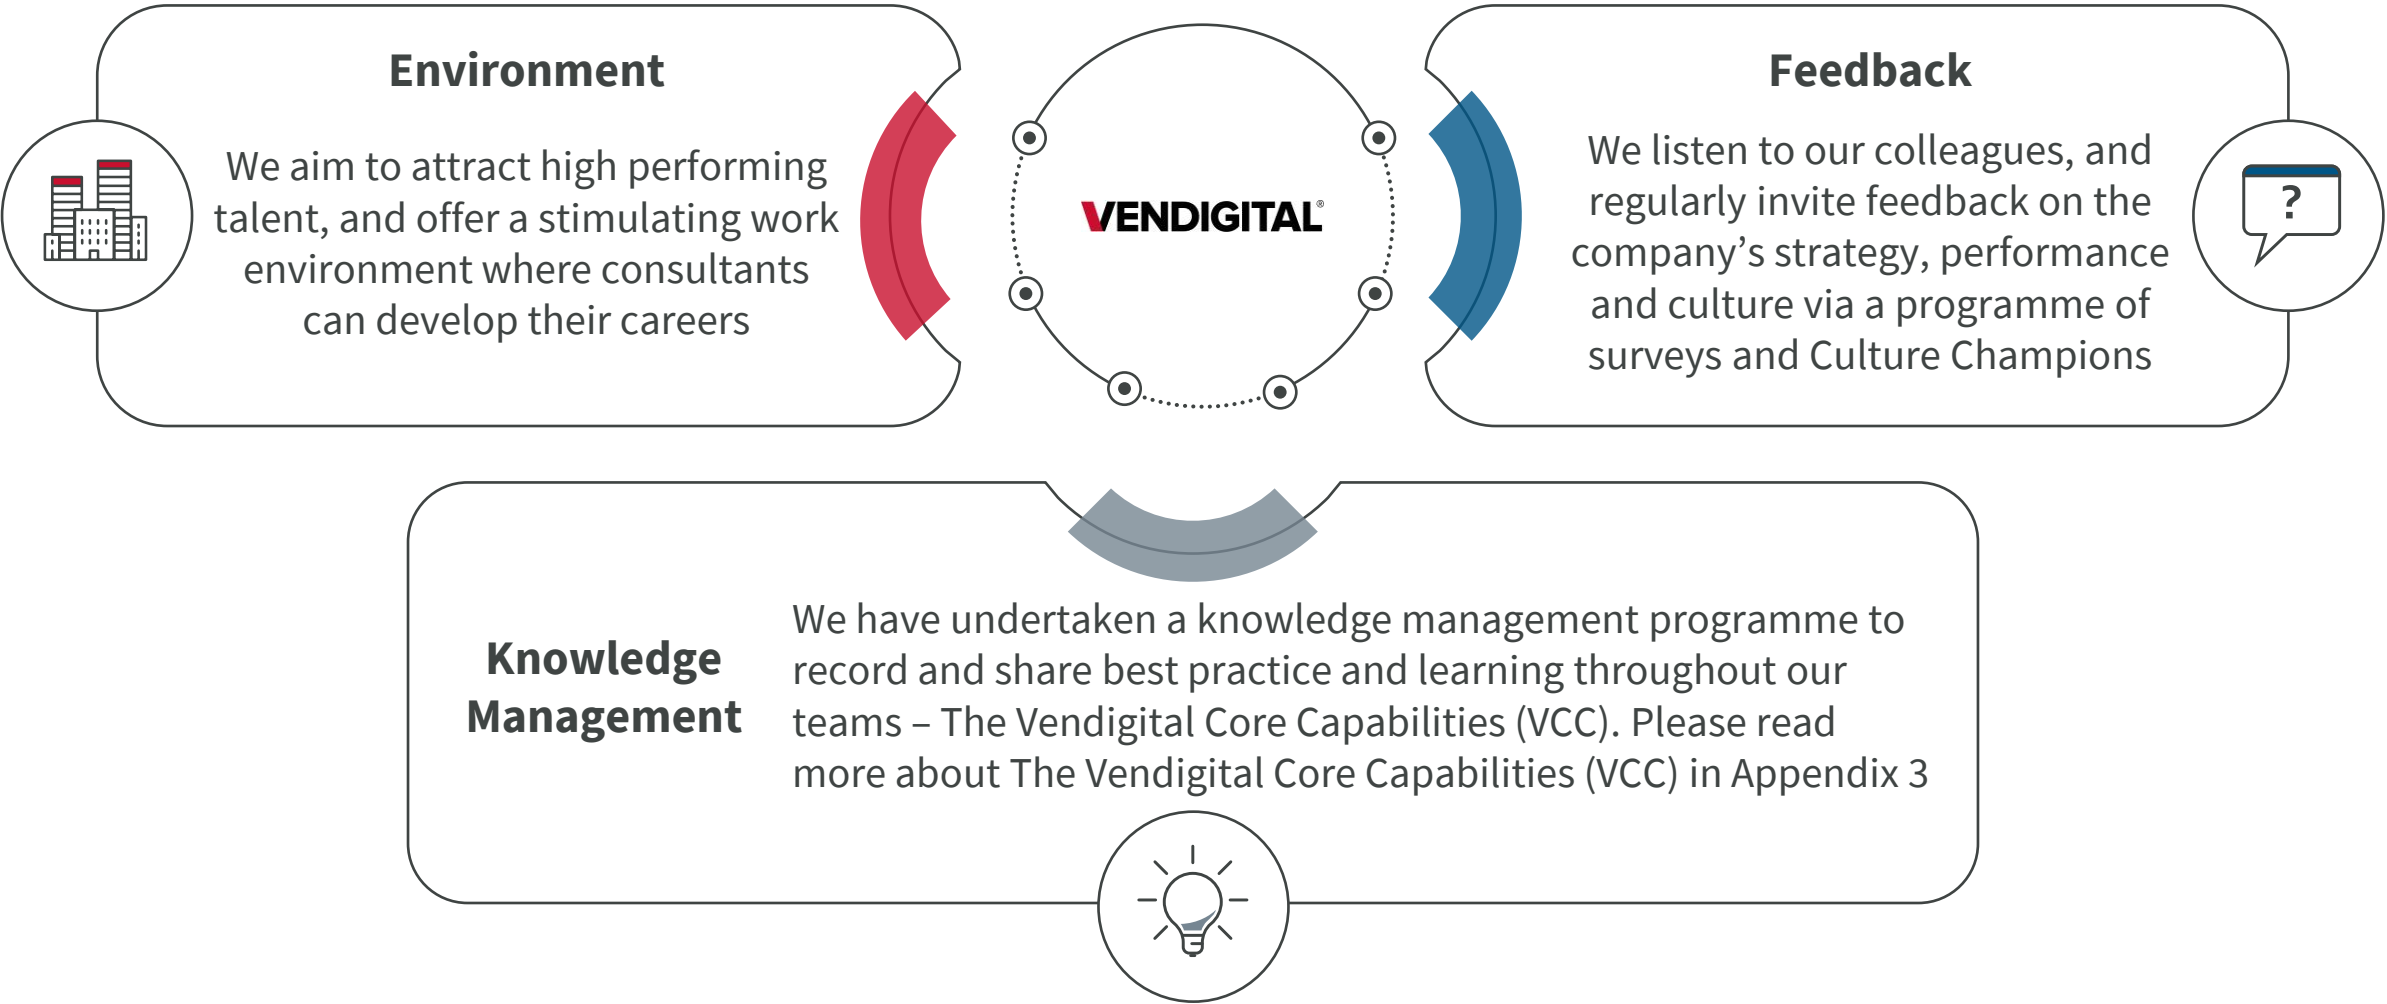 Environment
We aim to attract high performing
talent, and offer a stimulating work
environment where consultants
can develop their careers
VENDIGITAL®
Feedback
We listen to our colleagues, and
regularly invite feedback on the
company’s strategy, performance
and culture via a programme of
surveys and Culture Champions
?
Knowledge
Management
We have undertaken a knowledge management programme to
record and share best practice and learning throughout our
teams – The Vendigital Core Capabilities (VCC). Please read
more about The Vendigital Core Capabilities (VCC) in Appendix 3